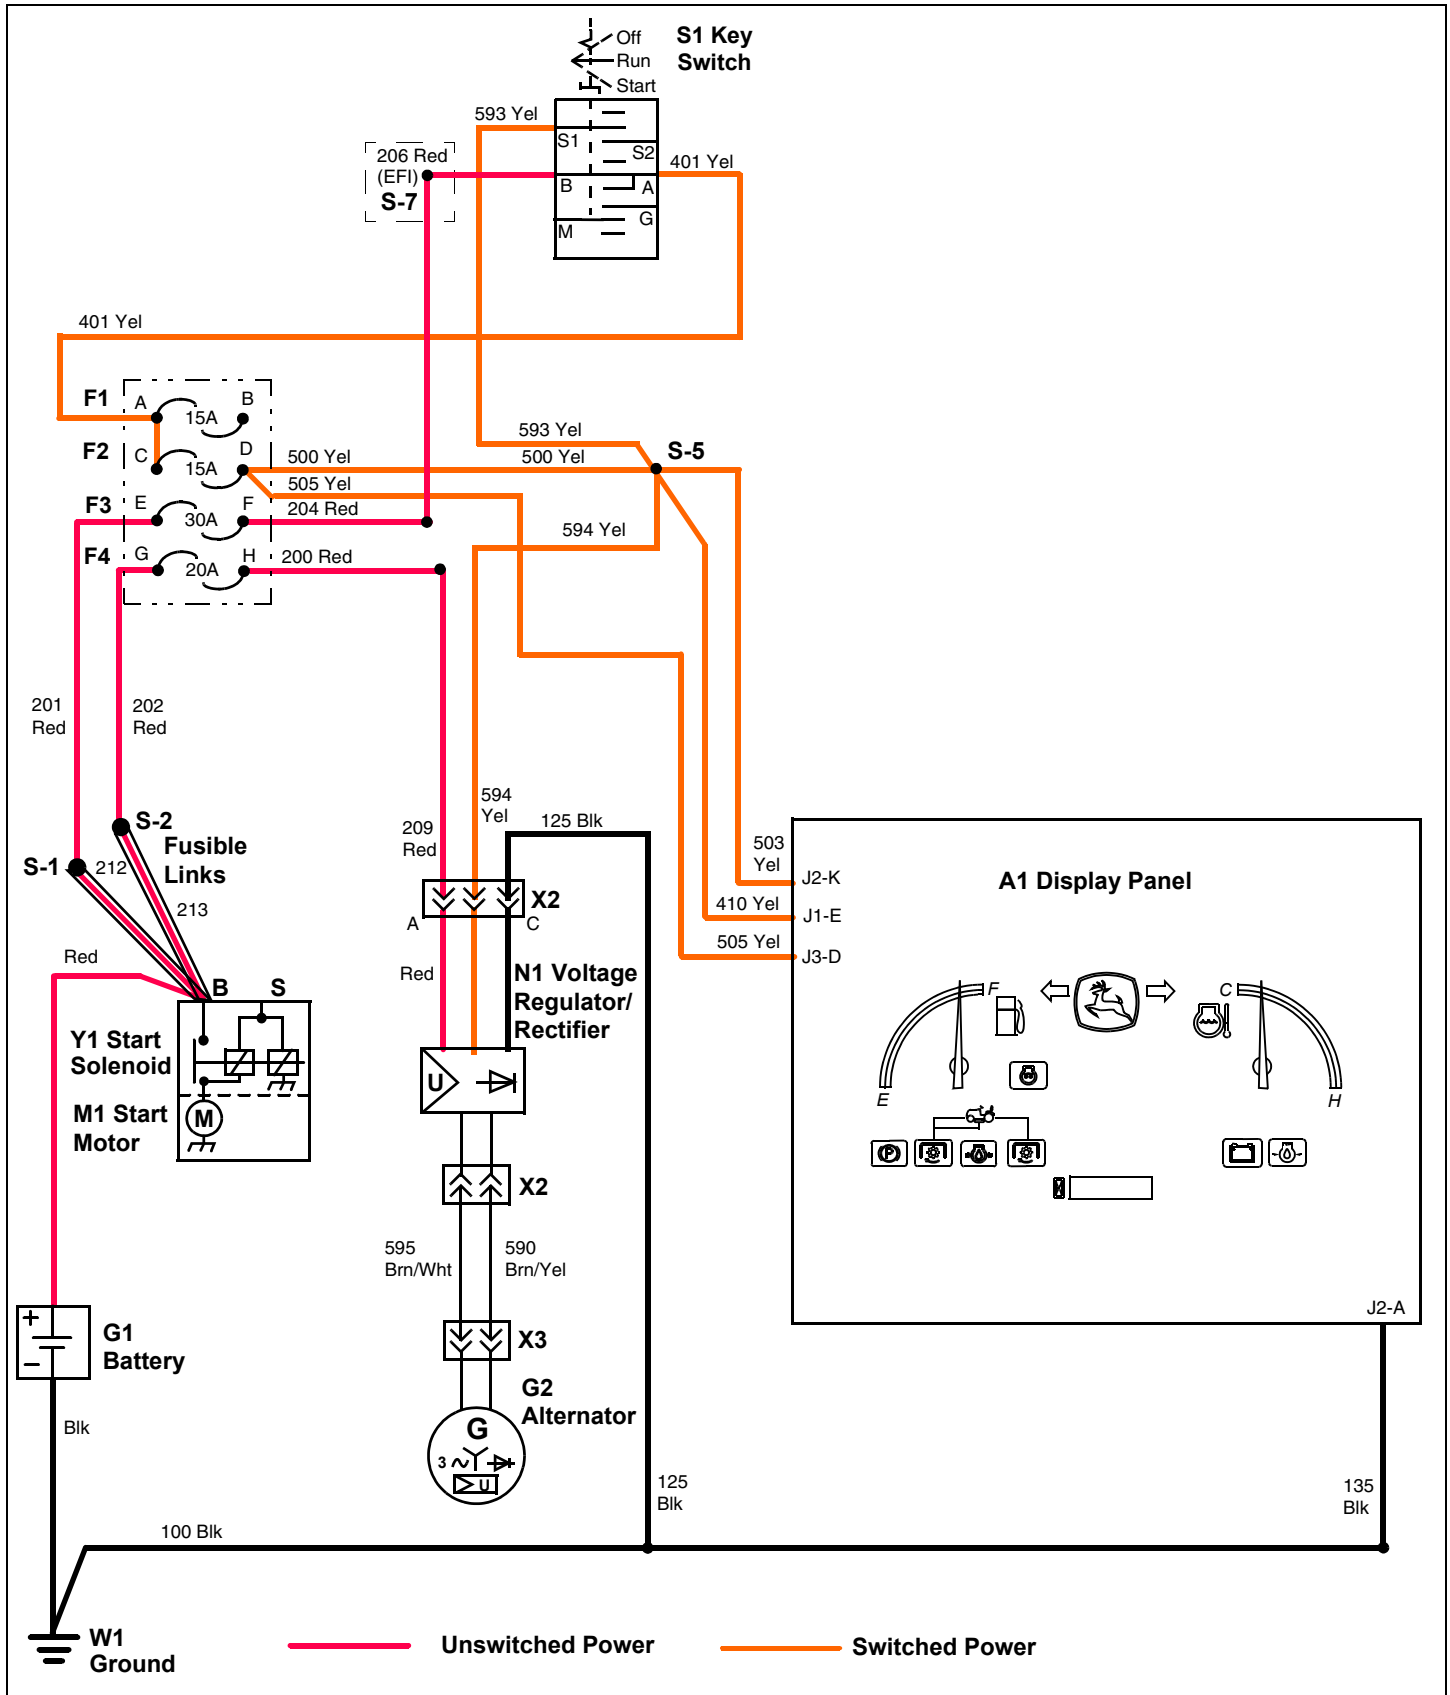 Off
Run
Start
S1 Key
Switch
593 Yel
S1
S2
B
A
G
M
206 Red
(EFI)
S-7
401 Yel
401 Yel
F1
A
15A
B
F2
C
15A
D
F3
E
30A
F
F4
G
20A
H
500 Yel
505 Yel
204 Red
200 Red
593 Yel
500 Yel
S-5
594 Yel
201
Red
202
Red
S-2
Fusible
Links
S-1
212
213
Red
B
S
Y1 Start
Solenoid
M1 Start
Motor
M
594
Yel
209
Red
125 Blk
X2
A
C
Red
N1 Voltage
Regulator/
Rectifier
U
X2
595
Brn/Wht
590
Brn/Yel
X3
G2
Alternator
G
3
U
503
Yel
J2-K
410 Yel
J1-E
505 Yel
J3-D
A1 Display Panel
F
E
C
H
P
J2-A
G1
Battery
Blk
125
Blk
135
Blk
100 Blk
W1
Ground
Unswitched Power
Switched Power